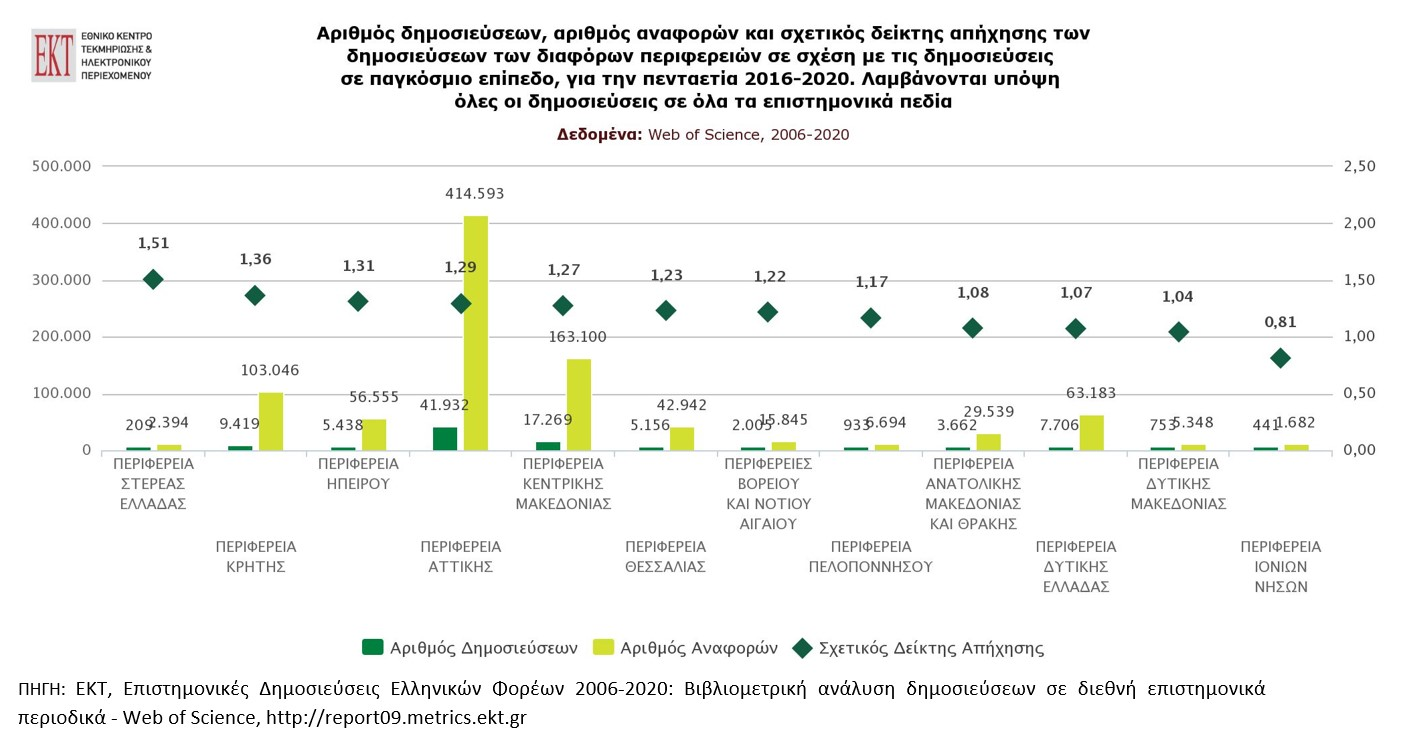 ΕΚΤ
ΕΘΝΙΚΟ ΚΕΝΤΡΟ
ΤΕΚΜΗΡΙΩΣΗΣ &
ΗΛΕΚΤΡΟΝΙΚΟΥ
ΠΕΡΙΕΧΟΜΕΝΟΥ
Αριθμός δημοσιεύσεων, αριθμός αναφορών και σχετικός δείκτης απήχησης των
δημοσιεύσεων των διαφόρων περιφερειών σε σχέση με τις δημοσιεύσεις
σε παγκόσμιο επίπεδο, για την πενταετία 2016-2020. Λαμβάνονται υπόψη
όλες οι δημοσιεύσεις σε όλα τα επιστημονικά πεδία
Δεδομένα: Web of Science, 2006-2020
500.000
400.000
300.000
200.000
100.000
0
2,50
2,00
1,50
1,00
0,50
0,00
1,51
1,36
1,31
1,29
1,27
1,23
1,22
1,17
1,08
1,07
1,04
0,81
209
2.394
9.419
103.046
5.438
56.555
41.932
414.593
17.269
163.100
5.156
42.942
2.005
15.845
933
6.694
3.662
29.539
7.706
63.183
753
5.348
441
1.682
ΠΕΡΙΦΕΡΕΙΑ
ΣΤΕΡΕΑΣ
ΕΛΛΑΔΑΣ
ΠΕΡΙΦΕΡΕΙΑ
ΚΡΗΤΗΣ
ΠΕΡΙΦΕΡΕΙΑ
ΗΠΕΙΡΟΥ
ΠΕΡΙΦΕΡΕΙΑ
ΑΤΤΙΚΗΣ
ΠΕΡΙΦΕΡΕΙΑ
ΚΕΝΤΡΙΚΗΣ
ΜΑΚΕΔΟΝΙΑΣ
ΠΕΡΙΦΕΡΕΙΑ
ΘΕΣΣΑΛΙΑΣ
ΠΕΡΙΦΕΡΕΙΕΣ
ΒΟΡΕΙΟΥ
ΚΑΙ ΝΟΤΙΟΥ
ΑΙΓΑΙΟΥ
ΠΕΡΙΦΕΡΕΙΑ
ΠΕΛΟΠΟΝΝΗΣΟΥ
ΠΕΡΙΦΕΡΕΙΑ
ΑΝΑΤΟΛΙΚΗΣ
ΜΑΚΕΔΟΝΙΑΣ
ΚΑΙ ΘΡΑΚΗΣ
ΠΕΡΙΦΕΡΕΙΑ
ΔΥΤΙΚΗΣ
ΕΛΛΑΔΑΣ
ΠΕΡΙΦΕΡΕΙΑ
ΔΥΤΙΚΗΣ
ΜΑΚΕΔΟΝΙΑΣ
ΠΕΡΙΦΕΡΕΙΑ
ΙΟΝΙΩΝ
ΝΗΣΩΝ
Αριθμός Δημοσιεύσεων
Αριθμός Αναφορών
Σχετικός Δείκτης Απήχησης
ΠΗΓΗ: ΕΚΤ, Επιστημονικές Δημοσιεύσεις Ελληνικών Φορέων 2006-2020: Βιβλιομετρική ανάλυση δημοσιεύσεων σε διεθνή επιστημονικά
περιοδικά - Web of Science, http://report09.metrics.ekt.gr